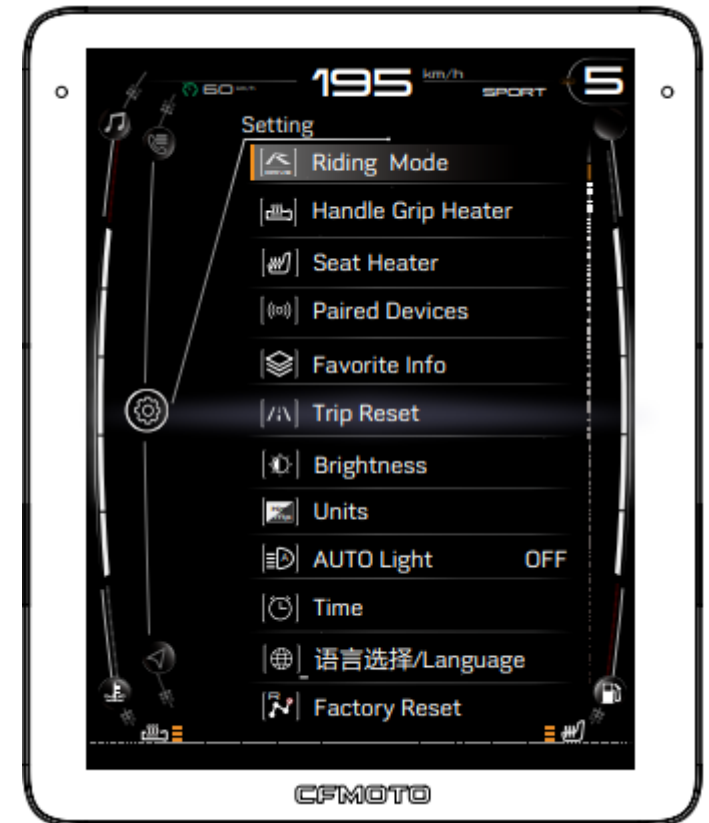 60 km/h 195 km/h SPORT 5
Setting
Riding Mode
Handle Grip Heater
Seat Heater
Paired Devices
Favorite Info
Trip Reset
Brightness
Units
AUTO Light OFF
Time
语言选择/Language
Factory Reset
CFMOTO